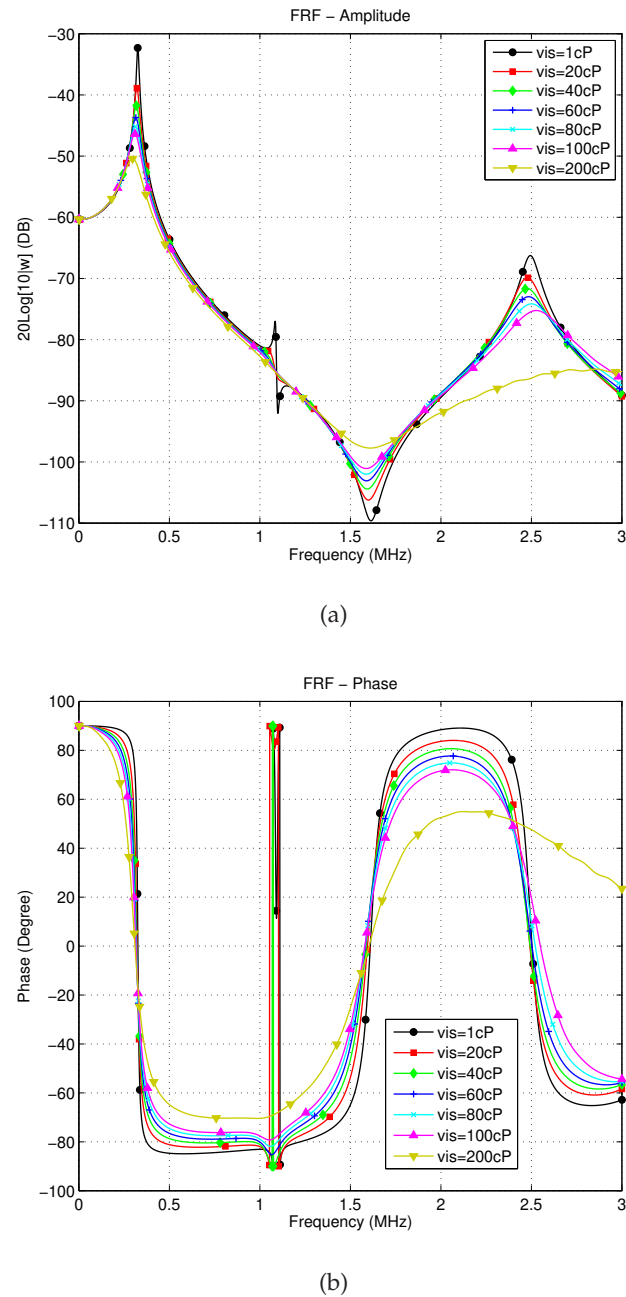 FRF − Amplitude
−30
−40
−50
−60
−70
−80
−90
−100
−110
20Log[10|w] (DB)
vis=1cP
vis=20cP
vis=40cP
vis=60cP
vis=80cP
vis=100cP
vis=200cP
0 0.5 1 1.5 2 2.5 3
Frequency (MHz)
(a)
FRF − Phase
100
80
60
40
20
0
−20
−40
−60
−80
−100
Phase (Degree)
vis=1cP
vis=20cP
vis=40cP
vis=60cP
vis=80cP
vis=100cP
vis=200cP
0 0.5 1 1.5 2 2.5 3
Frequency (MHz)
(b)